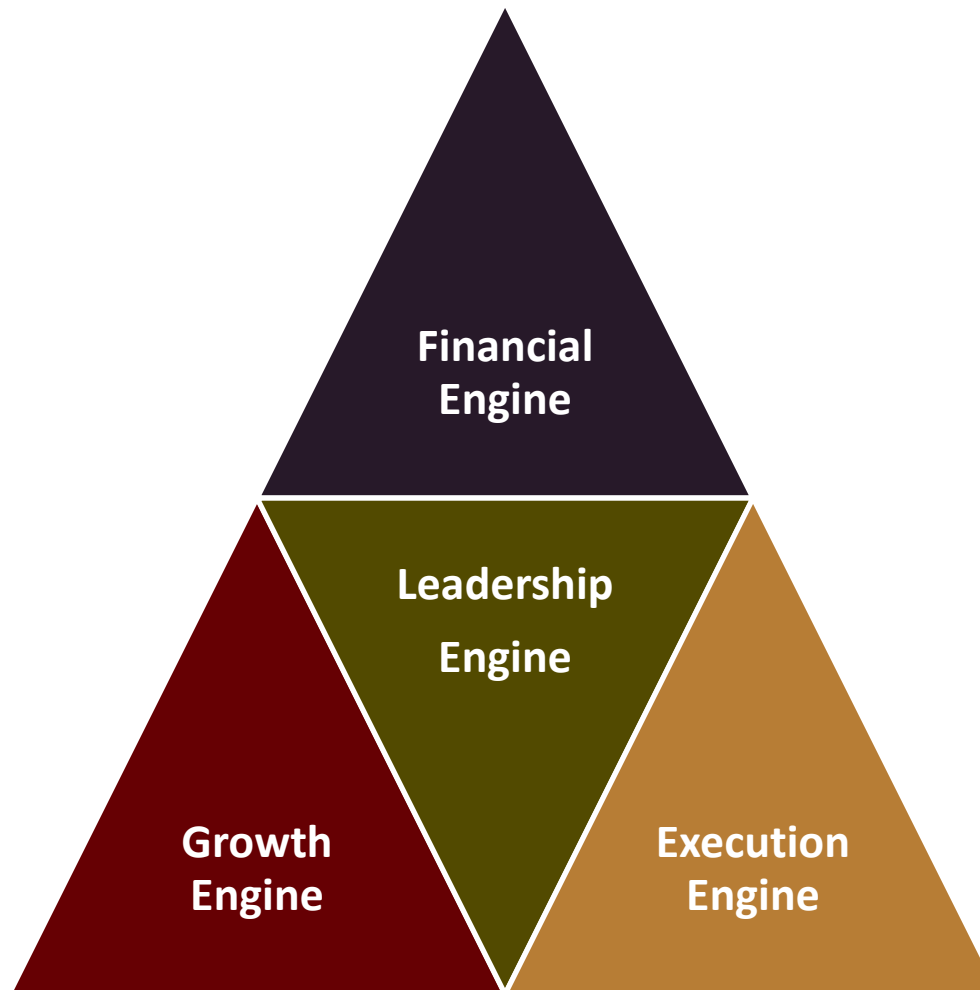 Financial
Engine
Leadership
Engine
Growth
Engine
Execution
Engine